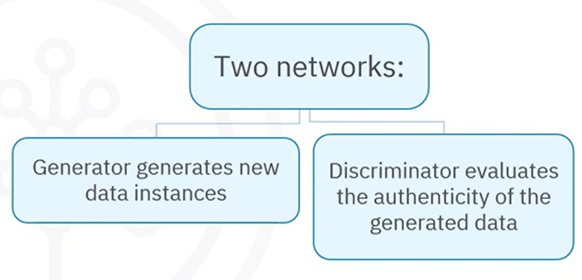 Two networks:
Generator generates new
data instances
Discriminator evaluates
the authenticity of the
generated data